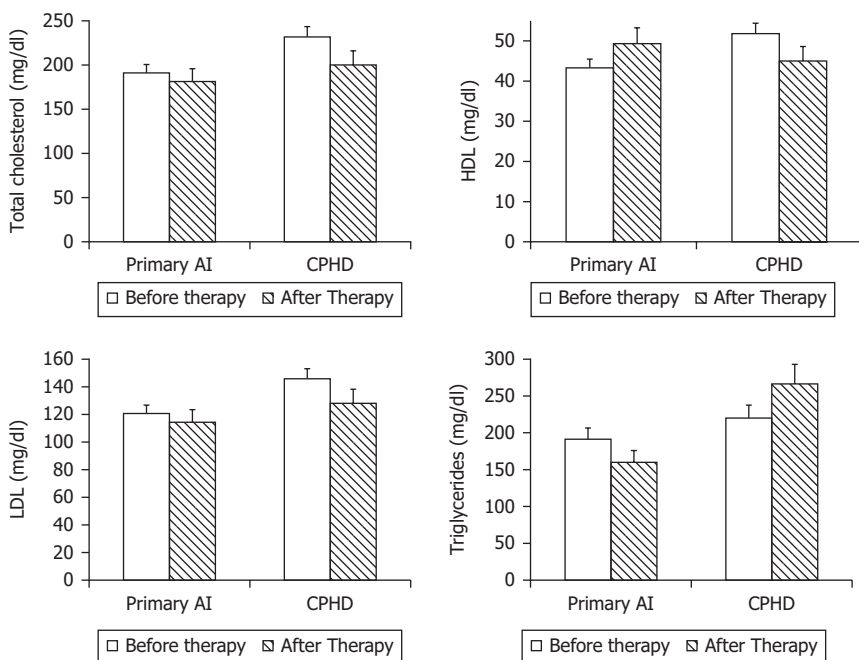 Total cholesterol (mg/dl)
250
200
150
100
50
0
Primary AI CPHD
Before therapy After Therapy
HDL (mg/dl)
50
40
50
20
10
0
Primary AI CPHD
Before therapy After Therapy
LDL (mg/dl)
160
140
120
100
80
60
40
20
0
Primary AI CPHD
Before therapy After Therapy
Triglycerides (mg/dl)
300
250
200
150
100
50
0
Primary AI CPHD
Before therapy After Therapy